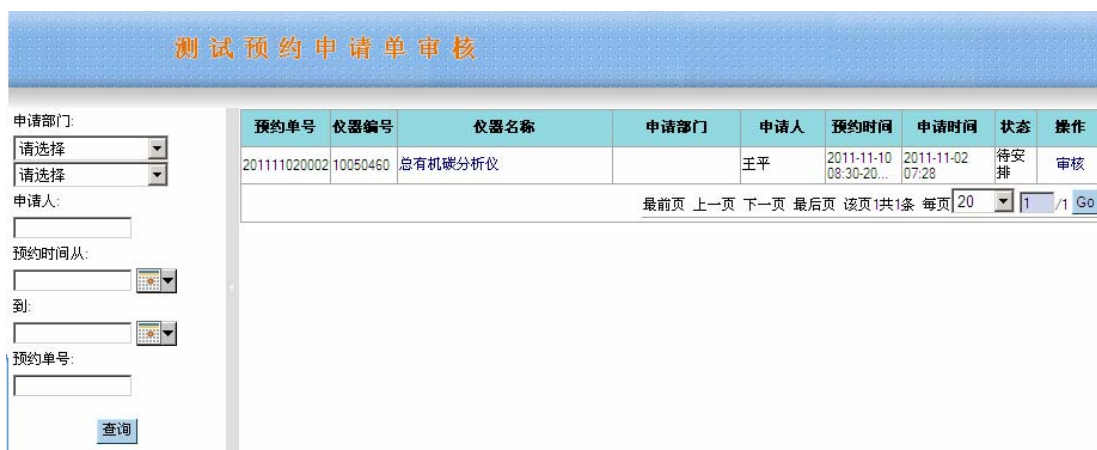 测试预约申请单审核
申请部门:
请选择
请选择
申请人:
预约时间从:
到:
预约单号:
查询
预约单号 仪器编号 仪器名称 申请部门 申请人 预约时间 申请时间 状态 操作
201111020002 10050460 总有机碳分析仪 王平 2011-11-10 2011-11-02 待安 审核
08:30-20... 07:28 排
最前页 上一页 下一页 最后页 该页1共1条 每页 20 1 /1 Go